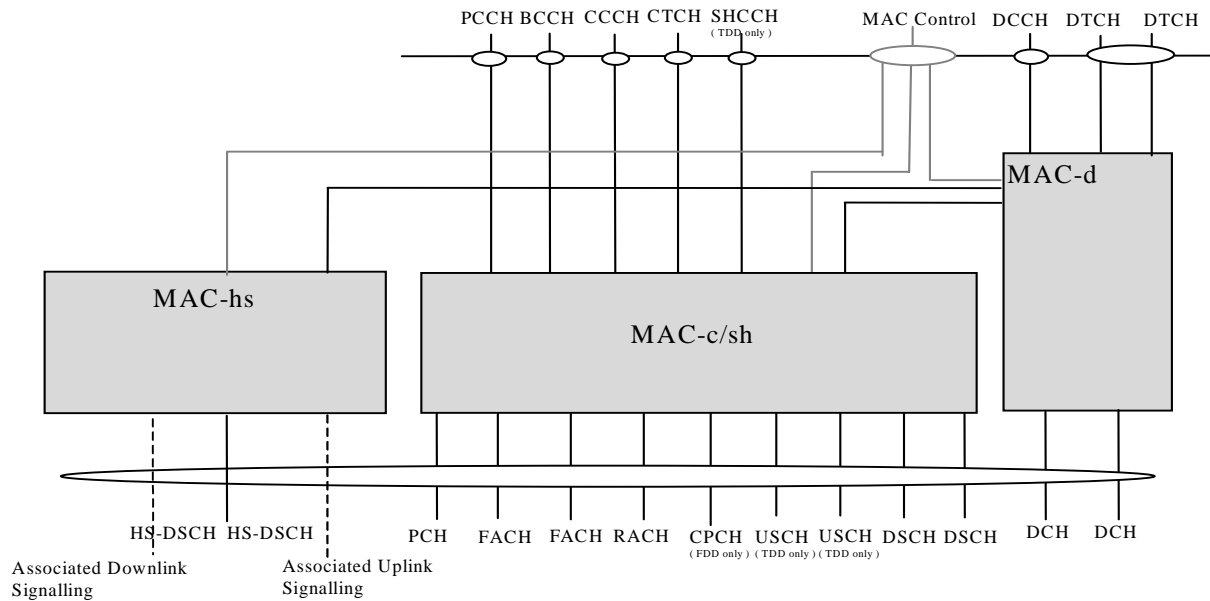 PCCH BCCH CCCH CTCH SHCCH MAC Control DCCH DTCH DTCH
( TDD only )
MAC-d
MAC-hs
MAC-c/sh
HS-DSCH HS-DSCH PCH FACH FACH RACH CPCH USCH USCH DSCH DSCH DCH DCH
( FDD only ) ( TDD only ) ( TDD only )
Associated Downlink
Signalling
Associated Uplink
Signalling